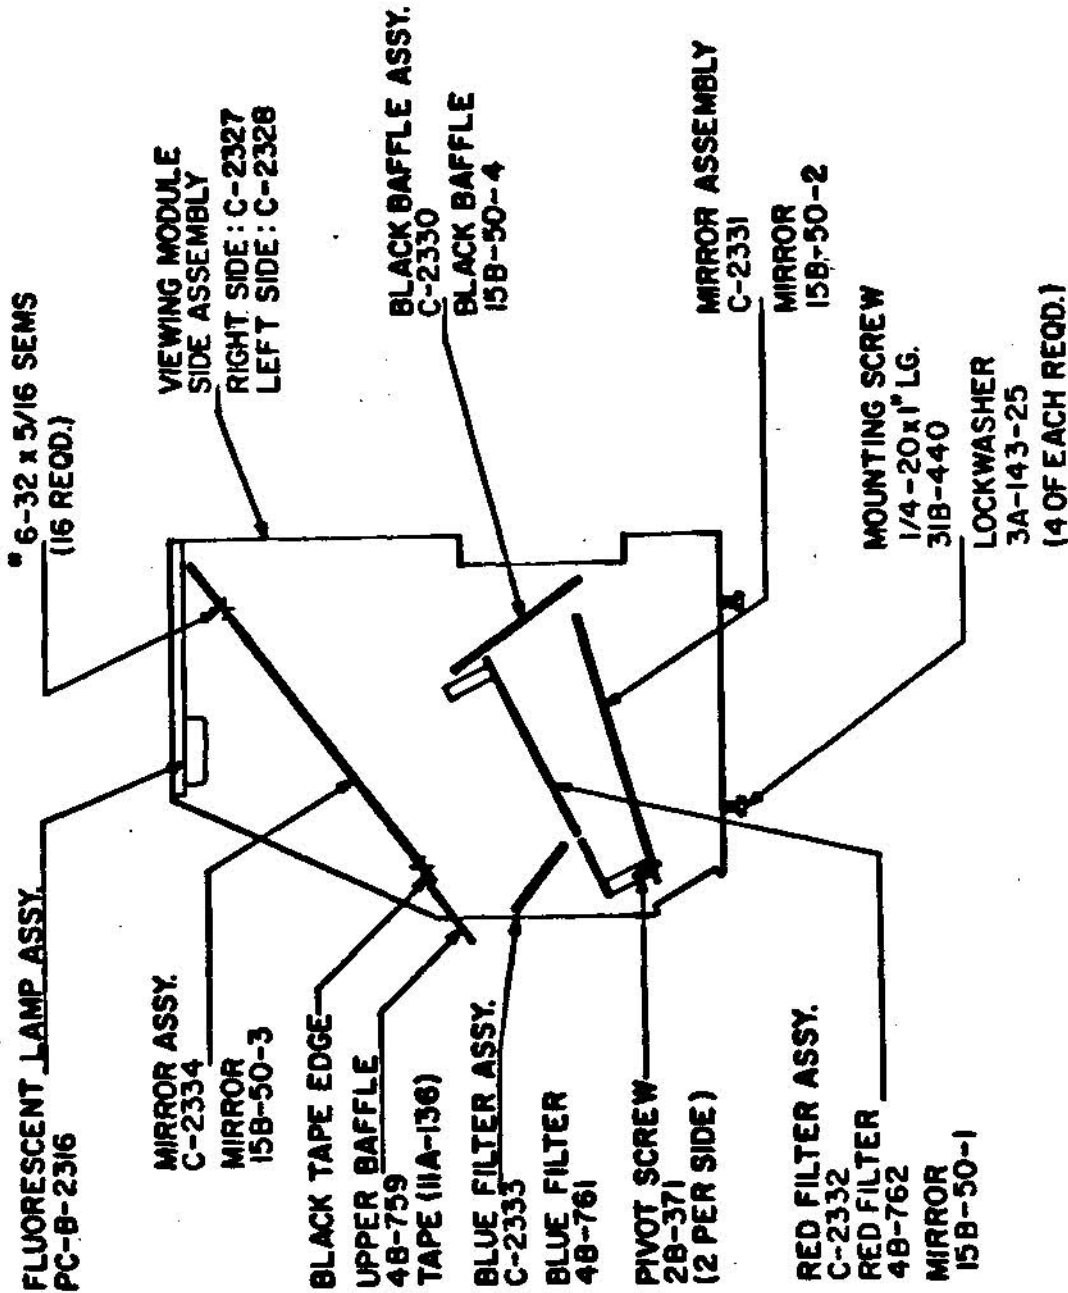 FLUORESCENT LAMP ASSY.
PC-B-2316
MIRROR ASSY.
C-2334
MIRROR
15B-50-3
BLACK TAPE EDGE
UPPER BAFFLE
4B-759
TAPE (11A-136)
BLUE FILTER ASSY.
C-2333
BLUE FILTER
4B-761
PIVOT SCREW
2B-371
(2 PER SIDE)
RED FILTER ASSY.
C-2332
RED FILTER
4B-762
MIRROR
15B-50-1
" 6-32 x 5/16 SEMS
(16 REQD.)
VIEWING MODULE
SIDE ASSEMBLY
RIGHT SIDE: C-2327
LEFT SIDE: C-2328
BLACK BAFFLE ASSY.
C-2330
BLACK BAFFLE
15B-50-4
MIRROR ASSEMBLY
C-2331
MIRROR
15B-50-2
MOUNTING SCREW
1/4-20x1" LG.
31B-440
LOCKWASHER
3A-143-25
(4 OF EACH REQD.)